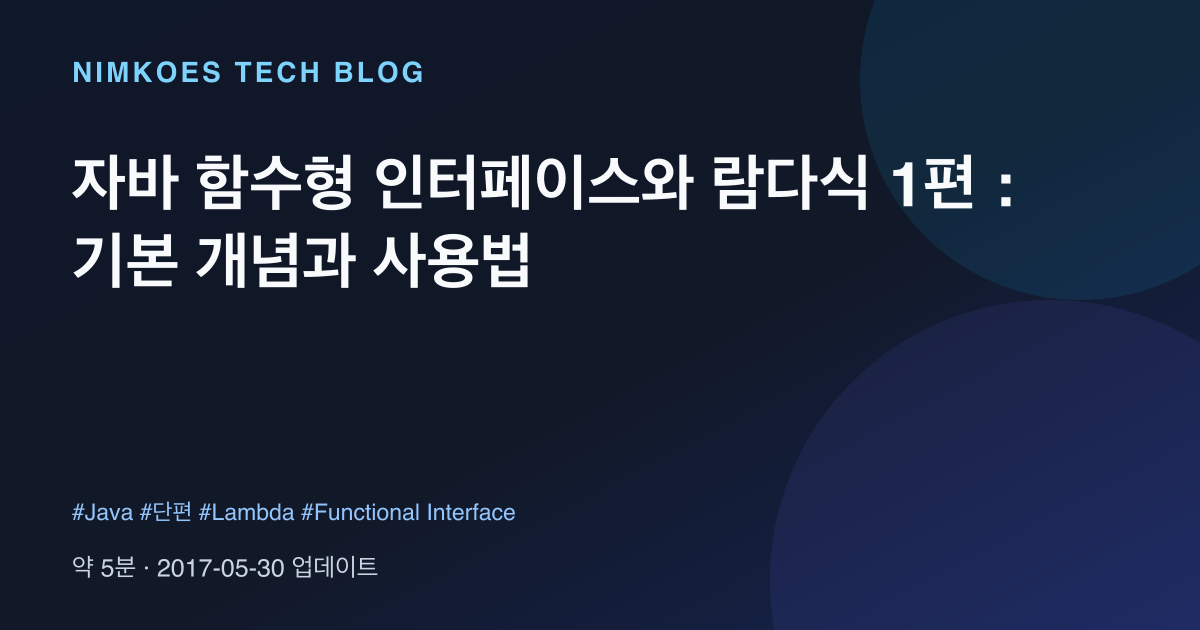 NIMKOES TECH BLOG
자바 함수형 인터페이스와 람다식 1편 :
기본 개념과 사용법
#Java #단편 #Lambda #Functional Interface
약 5분 · 2017-05-30 업데이트